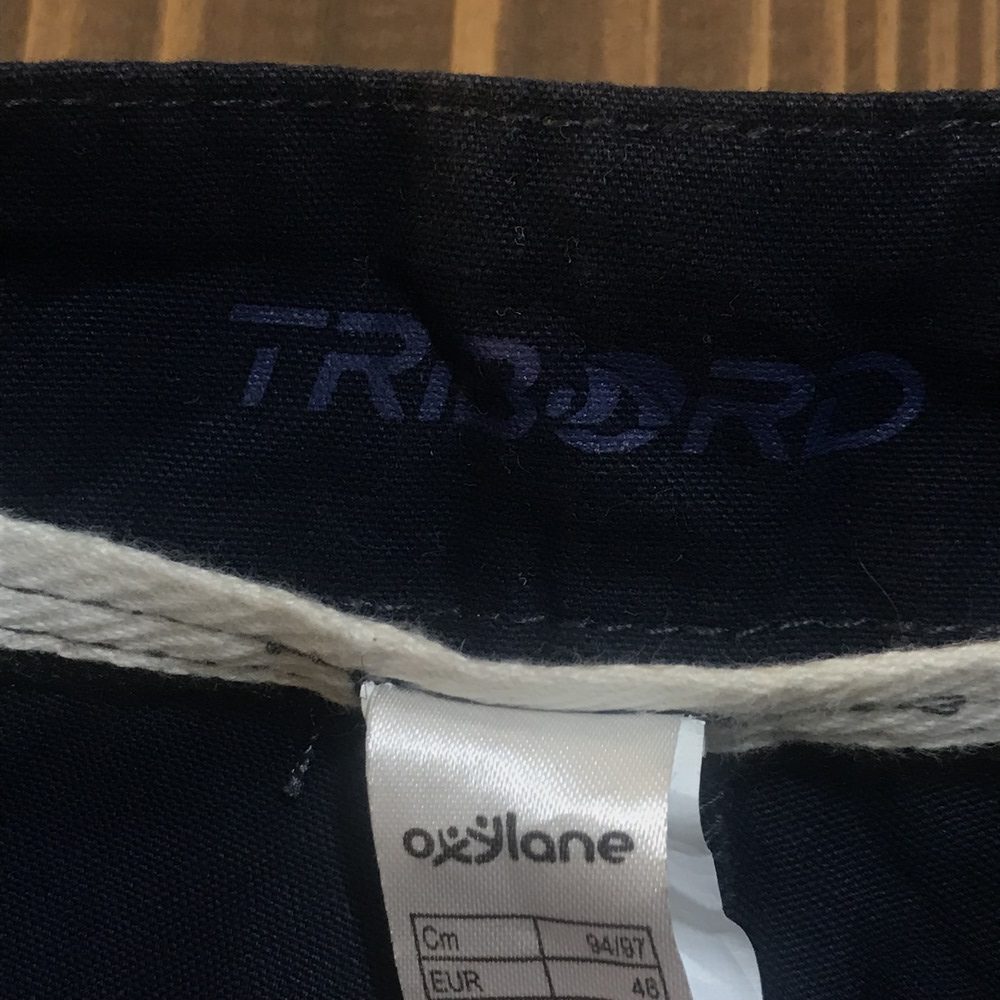 TRIBORD
oxylane
Cm 94/97
EUR 46